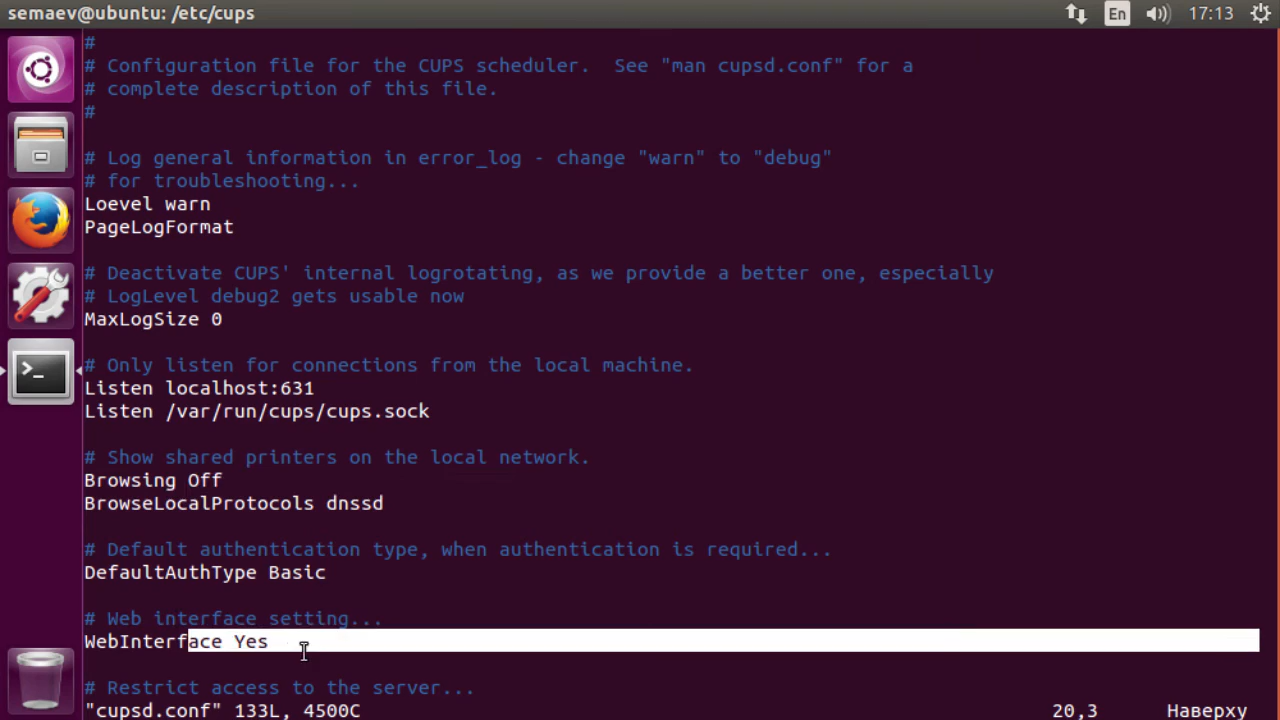 semaev@ubuntu: /etc/cups
En
17:13
#
# Configuration file for the CUPS scheduler.  See "man cupsd.conf" for a
# complete description of this file.
#
# Log general information in error_log - change "warn" to "debug"
# for troubleshooting...
Loevel warn
PageLogFormat
# Deactivate CUPS' internal logrotating, as we provide a better one, especially
# LogLevel debug2 gets usable now
MaxLogSize 0
# Only listen for connections from the local machine.
Listen localhost:631
Listen /var/run/cups/cups.sock
# Show shared printers on the local network.
Browsing Off
BrowseLocalProtocols dnssd
# Default authentication type, when authentication is required...
DefaultAuthType Basic
# Web interface setting...
WebInterface Yes
# Restrict access to the server...
"cupsd.conf" 133L, 4500C
20,3
Наверху